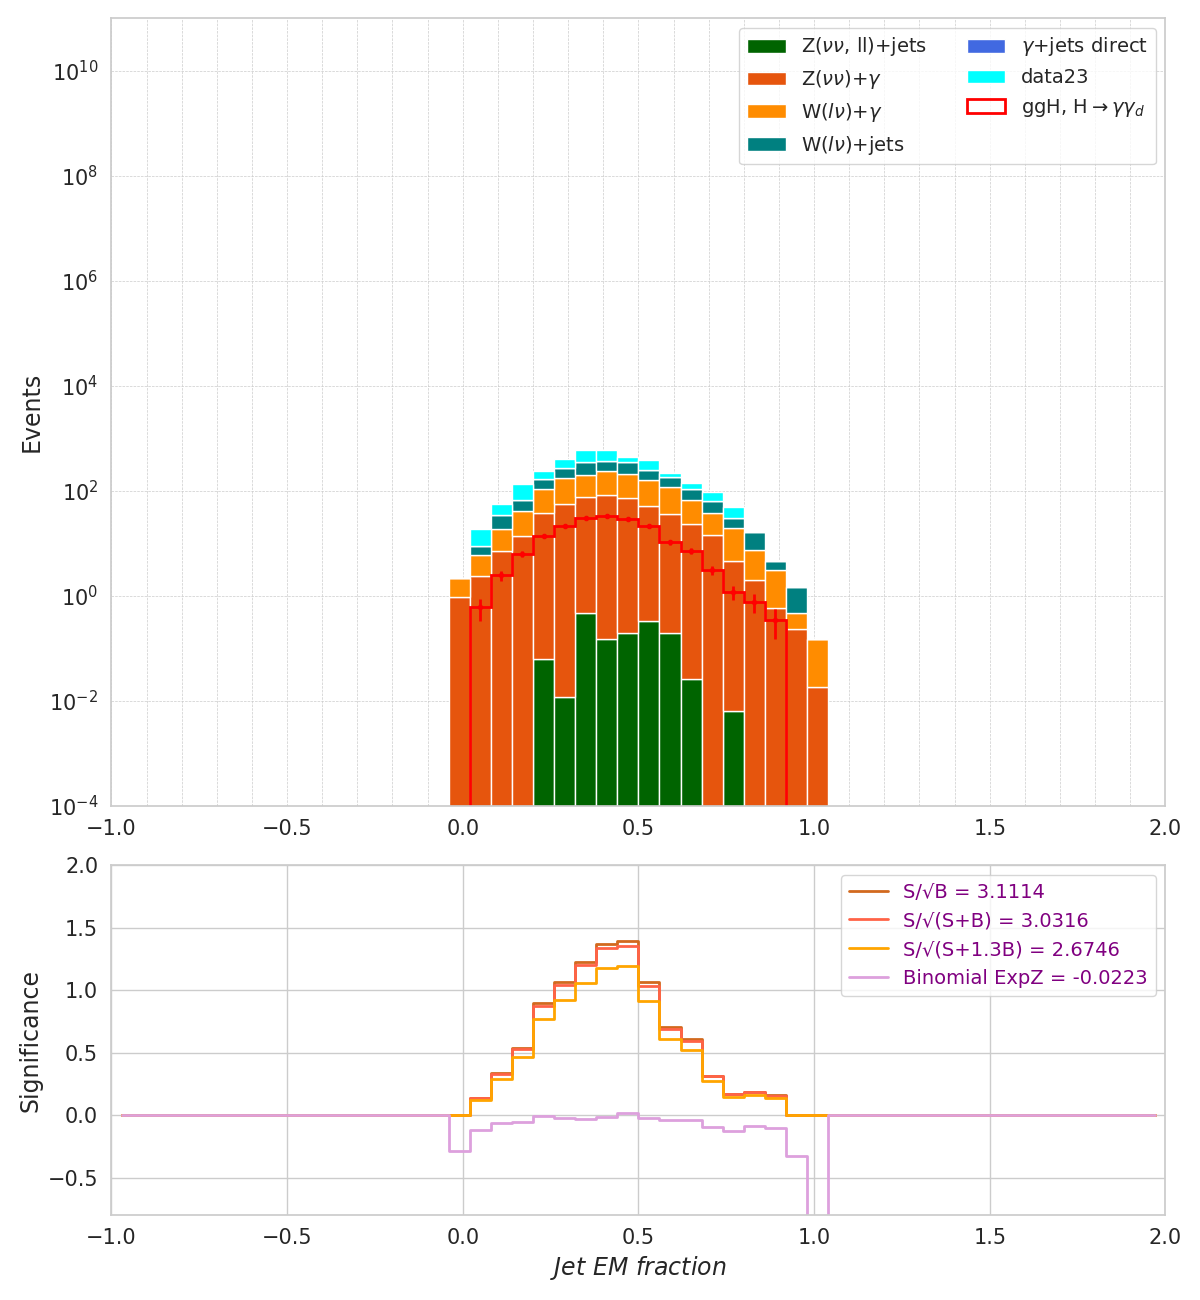 Z(νν, ll)+jets
Z(νν)+γ
W(lν)+γ
W(lν)+jets
γ+jets direct
data23
ggH, H→γγ_d
10^10
10^8
10^6
10^4
10^2
10^0
10^−2
10^−4
Events
−1.0 −0.5 0.0 0.5 1.0 1.5 2.0
S/√B = 3.1114
S/√(S+B) = 3.0316
S/√(S+1.3B) = 2.6746
Binomial ExpZ = -0.0223
2.0
1.5
1.0
0.5
0.0
−0.5
Significance
−1.0 −0.5 0.0 0.5 1.0 1.5 2.0
Jet EM fraction